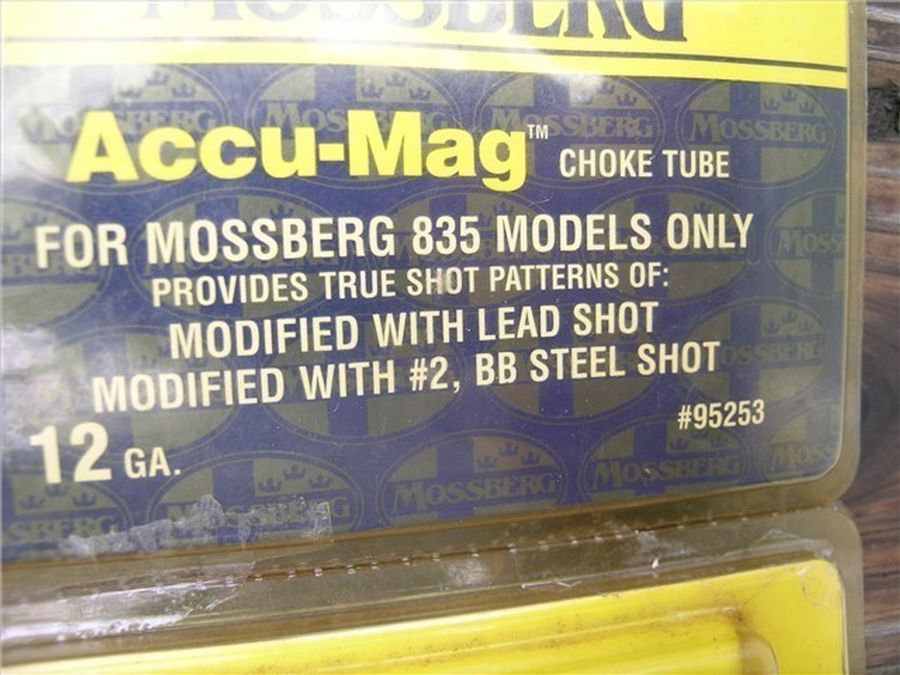 MOSSBERG
Accu-Mag™ CHOKE TUBE
FOR MOSSBERG 835 MODELS ONLY
PROVIDES TRUE SHOT PATTERNS OF:
MODIFIED WITH LEAD SHOT
MODIFIED WITH #2, BB STEEL SHOT
#95253
12 GA.